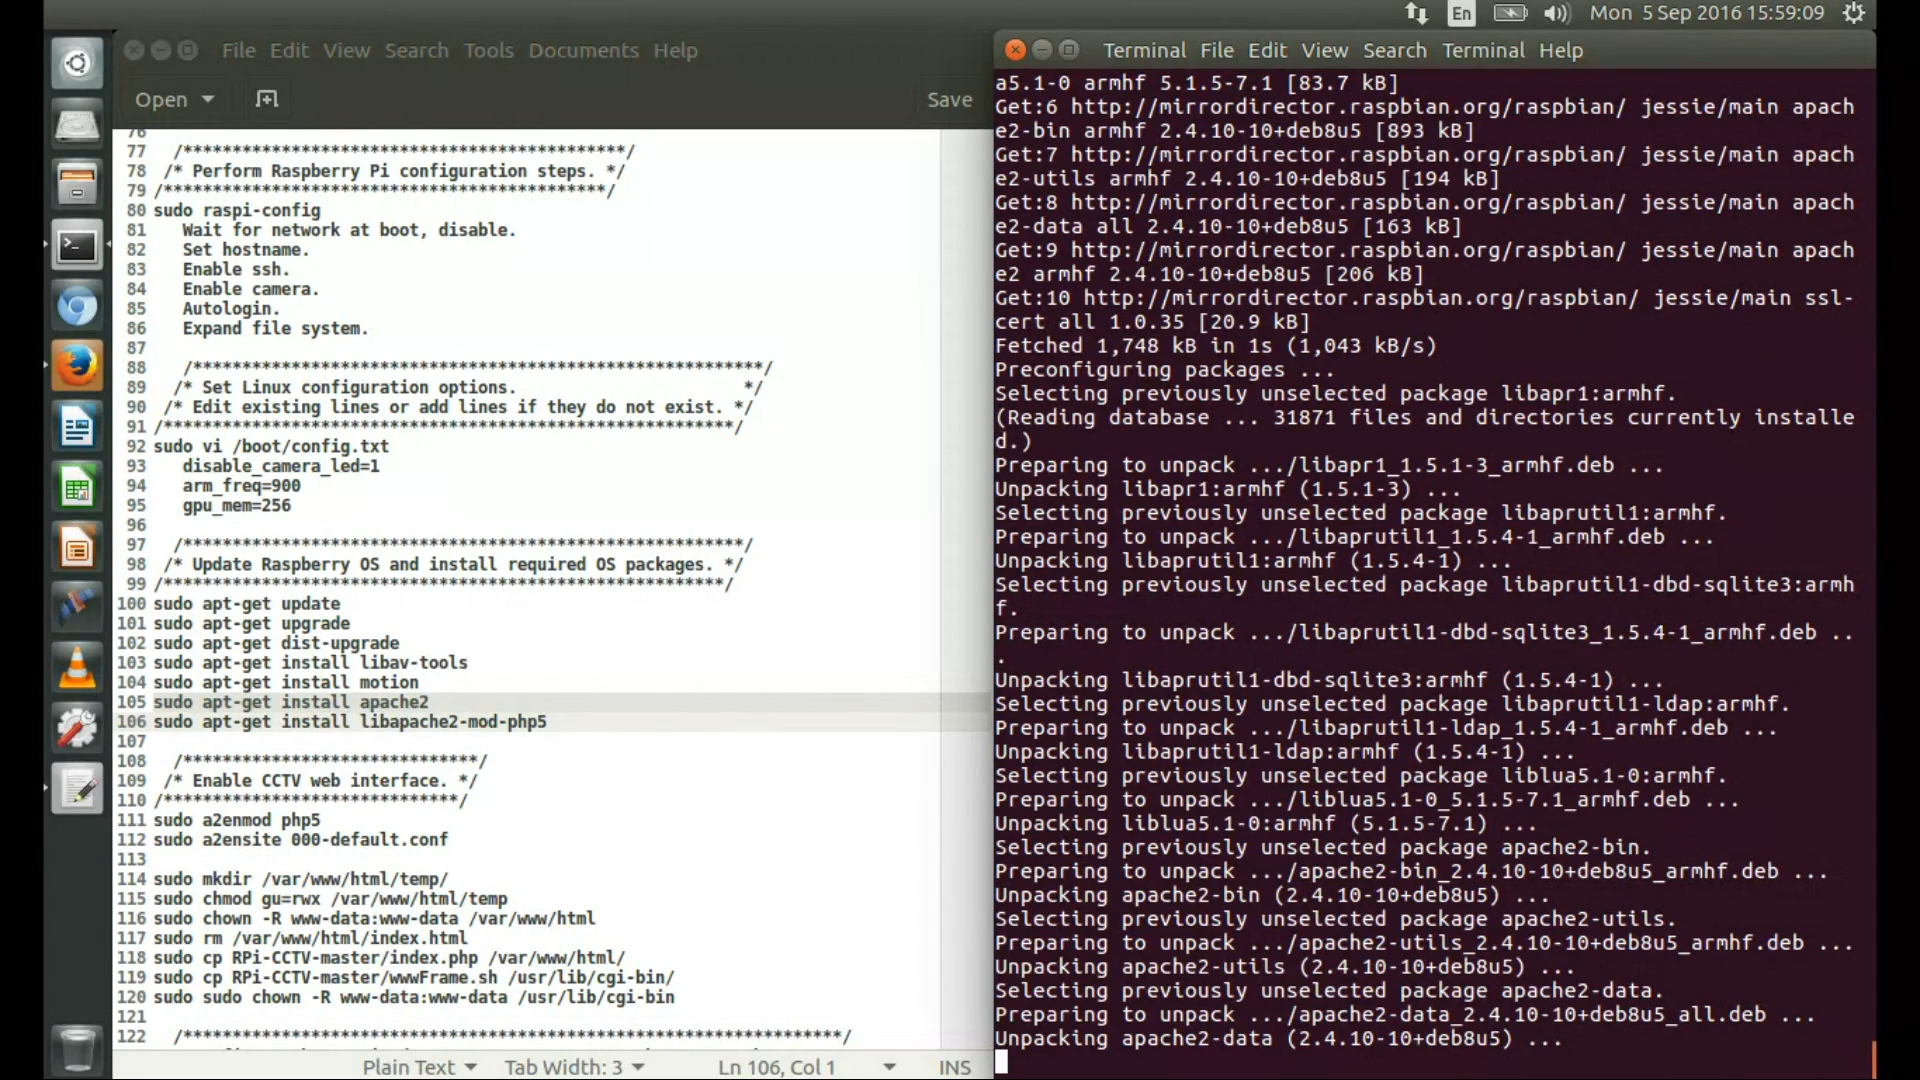 En
Mon 5 Sep 2016 15:59:09
File Edit View Search Tools Documents Help
Open
Save
76
77 /********************************************/
78 /* Perform Raspberry Pi configuration steps. */
79 /********************************************/
80 sudo raspi-config
81 Wait for network at boot, disable.
82 Set hostname.
83 Enable ssh.
84 Enable camera.
85 Autologin.
86 Expand file system.
87
88 /**********************************************************/
89 /* Set Linux configuration options. */
90 /* Edit existing lines or add lines if they do not exist. */
91 /**********************************************************/
92 sudo vi /boot/config.txt
93 disable_camera_led=1
94 arm_freq=900
95 gpu_mem=256
96
97 /*********************************************************/
98 /* Update Raspberry OS and install required OS packages. */
99 /*********************************************************/
100 sudo apt-get update
101 sudo apt-get upgrade
102 sudo apt-get dist-upgrade
103 sudo apt-get install libav-tools
104 sudo apt-get install motion
105 sudo apt-get install apache2
106 sudo apt-get install libapache2-mod-php5
107
108 /******************************/
109 /* Enable CCTV web interface. */
110 /******************************/
111 sudo a2enmod php5
112 sudo a2ensite 000-default.conf
113
114 sudo mkdir /var/www/html/temp/
115 sudo chmod gu=rwx /var/www/html/temp
116 sudo chown -R www-data:www-data /var/www/html
117 sudo rm /var/www/html/index.html
118 sudo cp RPi-CCTV-master/index.php /var/www/html/
119 sudo cp RPi-CCTV-master/wwwFrame.sh /usr/lib/cgi-bin/
120 sudo sudo chown -R www-data:www-data /usr/lib/cgi-bin
121
122 /*******************************************************************/
Plain Text Tab Width: 3 Ln 106, Col 1 INS
Terminal File Edit View Search Terminal Help
a5.1-0 armhf 5.1.5-7.1 [83.7 kB]
Get:6 http://mirrordirector.raspbian.org/raspbian/ jessie/main apach
e2-bin armhf 2.4.10-10+deb8u5 [893 kB]
Get:7 http://mirrordirector.raspbian.org/raspbian/ jessie/main apach
e2-utils armhf 2.4.10-10+deb8u5 [194 kB]
Get:8 http://mirrordirector.raspbian.org/raspbian/ jessie/main apach
e2-data all 2.4.10-10+deb8u5 [163 kB]
Get:9 http://mirrordirector.raspbian.org/raspbian/ jessie/main apach
e2 armhf 2.4.10-10+deb8u5 [206 kB]
Get:10 http://mirrordirector.raspbian.org/raspbian/ jessie/main ssl-
cert all 1.0.35 [20.9 kB]
Fetched 1,748 kB in 1s (1,043 kB/s)
Preconfiguring packages ...
Selecting previously unselected package libapr1:armhf.
(Reading database ... 31871 files and directories currently installe
d.)
Preparing to unpack .../libapr1_1.5.1-3_armhf.deb ...
Unpacking libapr1:armhf (1.5.1-3) ...
Selecting previously unselected package libaprutil1:armhf.
Preparing to unpack .../libaprutil1_1.5.4-1_armhf.deb ...
Unpacking libaprutil1:armhf (1.5.4-1) ...
Selecting previously unselected package libaprutil1-dbd-sqlite3:armh
f.
Preparing to unpack .../libaprutil1-dbd-sqlite3_1.5.4-1_armhf.deb ..
.
Unpacking libaprutil1-dbd-sqlite3:armhf (1.5.4-1) ...
Selecting previously unselected package libaprutil1-ldap:armhf.
Preparing to unpack .../libaprutil1-ldap_1.5.4-1_armhf.deb ...
Unpacking libaprutil1-ldap:armhf (1.5.4-1) ...
Selecting previously unselected package liblua5.1-0:armhf.
Preparing to unpack .../liblua5.1-0_5.1.5-7.1_armhf.deb ...
Unpacking liblua5.1-0:armhf (5.1.5-7.1) ...
Selecting previously unselected package apache2-bin.
Preparing to unpack .../apache2-bin_2.4.10-10+deb8u5_armhf.deb ...
Unpacking apache2-bin (2.4.10-10+deb8u5) ...
Selecting previously unselected package apache2-utils.
Preparing to unpack .../apache2-utils_2.4.10-10+deb8u5_armhf.deb ...
Unpacking apache2-utils (2.4.10-10+deb8u5) ...
Selecting previously unselected package apache2-data.
Preparing to unpack .../apache2-data_2.4.10-10+deb8u5_all.deb ...
Unpacking apache2-data (2.4.10-10+deb8u5) ...